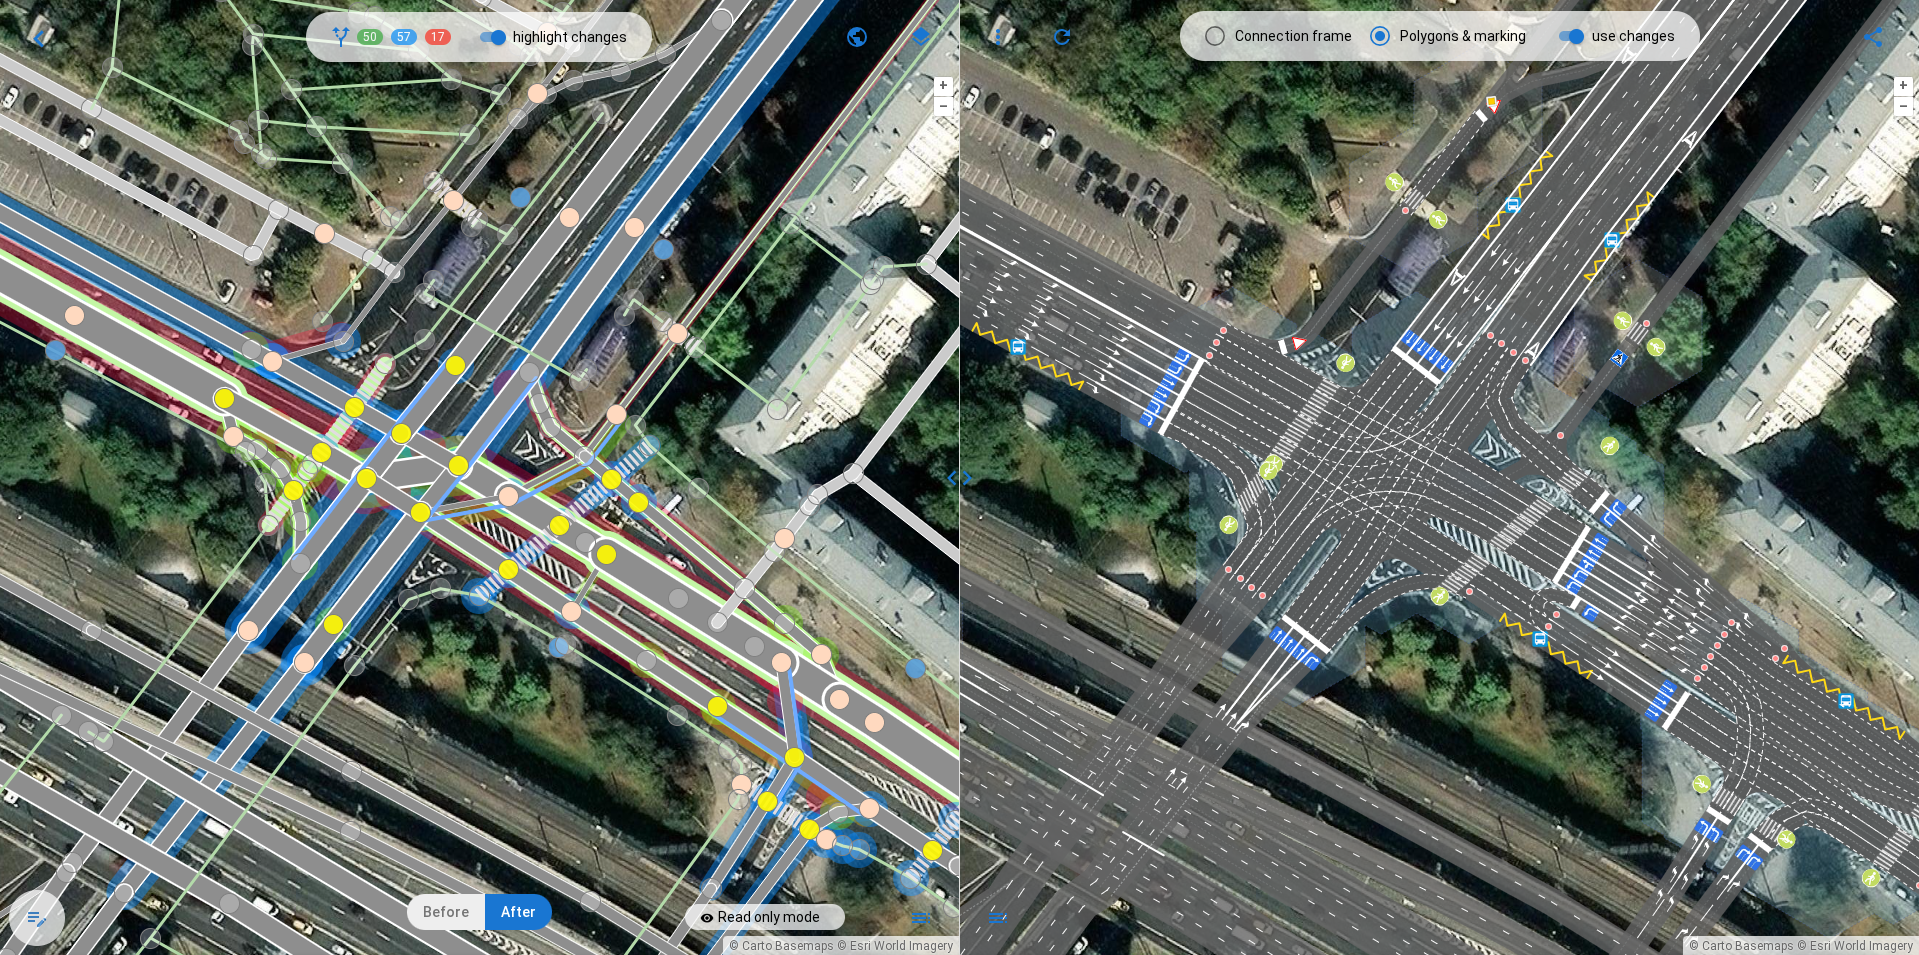 50 57 17 highlight changes
Connection frame Polygons & marking use changes
+
−
+
−
Before After
Read only mode
© Carto Basemaps © Esri World Imagery
© Carto Basemaps © Esri World Imagery